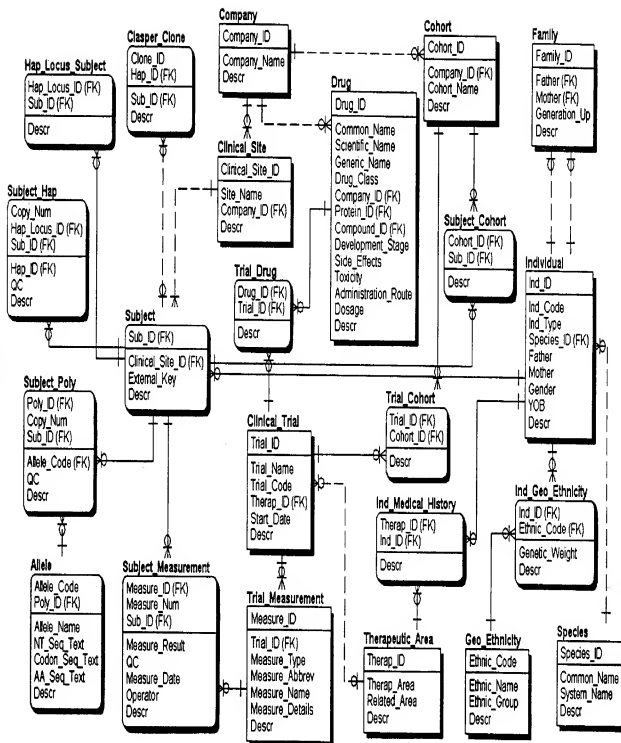 Company
Company_ID
Company_Name
Descr
Cohort
Cohort_ID
Company_ID (FK)
Cohort_Name
Descr
Family
Family_ID
Father (FK)
Mother (FK)
Generation_Up
Descr
Hap_Locus_Subject
Hap_Locus_ID (FK)
Sub_ID (FK)
Descr
Clasper_Clone
Clone_ID
Hap_ID (FK)
Sub_ID (FK)
Descr
Drug
Drug_ID
Common_Name
Scientific_Name
Generic_Name
Drug_Class
Company_ID (FK)
Protein_ID (FK)
Compound_ID (FK)
Development_Stage
Side_Effects
Toxicity
Administration_Route
Dosage
Descr
Clinical_Site
Clinical_Site_ID
Site_Name
Company_ID (FK)
Descr
Subject_Hap
Copy_Num
Hap_Locus_ID (FK)
Sub_ID (FK)
Hap_ID (FK)
QC
Descr
Subject_Cohort
Cohort_ID (FK)
Sub_ID (FK)
Descr
Trial_Drug
Drug_ID (FK)
Trial_ID (FK)
Descr
Individual
Ind_ID
Ind_Code
Ind_Type
Species_ID (FK)
Father
Mother
Gender
YOB
Descr
Subject
Sub_ID (FK)
Clinical_Site_ID (FK)
External_Key
Descr
Subject_Poly
Poly_ID (FK)
Copy_Num
Sub_ID (FK)
Allele_Code (FK)
QC
Descr
Clinical_Trial
Trial_ID
Trial_Name
Trial_Code
Therap_ID (FK)
Start_Date
Descr
Trial_Cohort
Trial_ID (FK)
Cohort_ID (FK)
Descr
Ind_Medical_History
Therap_ID (FK)
Ind_ID (FK)
Descr
Ind_Geo_Ethnicity
Ind_ID (FK)
Ethnic_Code (FK)
Genetic_Weight
Descr
Allele
Allele_Code
Poly_ID (FK)
Allele_Name
NT_Seq_Text
Codon_Seq_Text
AA_Seq_Text
Descr
Subject_Measurement
Measure_ID (FK)
Measure_Num
Sub_ID (FK)
Measure_Result
QC
Measure_Date
Operator
Descr
Trial_Measurement
Measure_ID
Trial_ID (FK)
Measure_Type
Measure_Abbrev
Measure_Name
Measure_Details
Descr
Therapeutic_Area
Therap_ID
Therap_Area
Related_Area
Descr
Geo_Ethnicity
Ethnic_Code
Ethnic_Name
Ethnic_Group
Descr
Species
Species_ID
Common_Name
System_Name
Descr